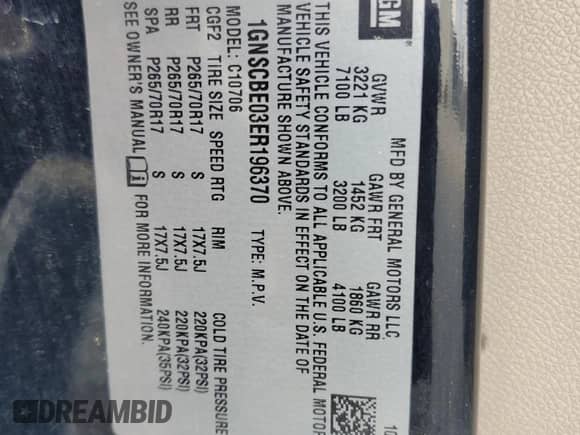 GM
MFD BY GENERAL MOTORS LLC 10
GVWR GAWR FRT GAWR RR
3221 KG 1452 KG 1860 KG
7100 LB 3200 LB 4100 LB
THIS VEHICLE CONFORMS TO ALL APPLICABLE U.S. FEDERAL MOTOR
VEHICLE SAFETY STANDARDS IN EFFECT ON THE DATE OF
MANUFACTURE SHOWN ABOVE.
1GNSCBE03ER196370 TYPE: M.P.V.
MODEL: C10706
CGF2 TIRE SIZE SPEED RTG RIM COLD TIRE PRESSURE
FRT P265/70R17 S 17X7.5J 220KPA(32PSI)
RR P265/70R17 S 17X7.5J 220KPA(32PSI)
SPA P265/70R17 S 17X7.5J 240KPA(35PSI)
SEE OWNER'S MANUAL FOR MORE INFORMATION.
DREAMBID